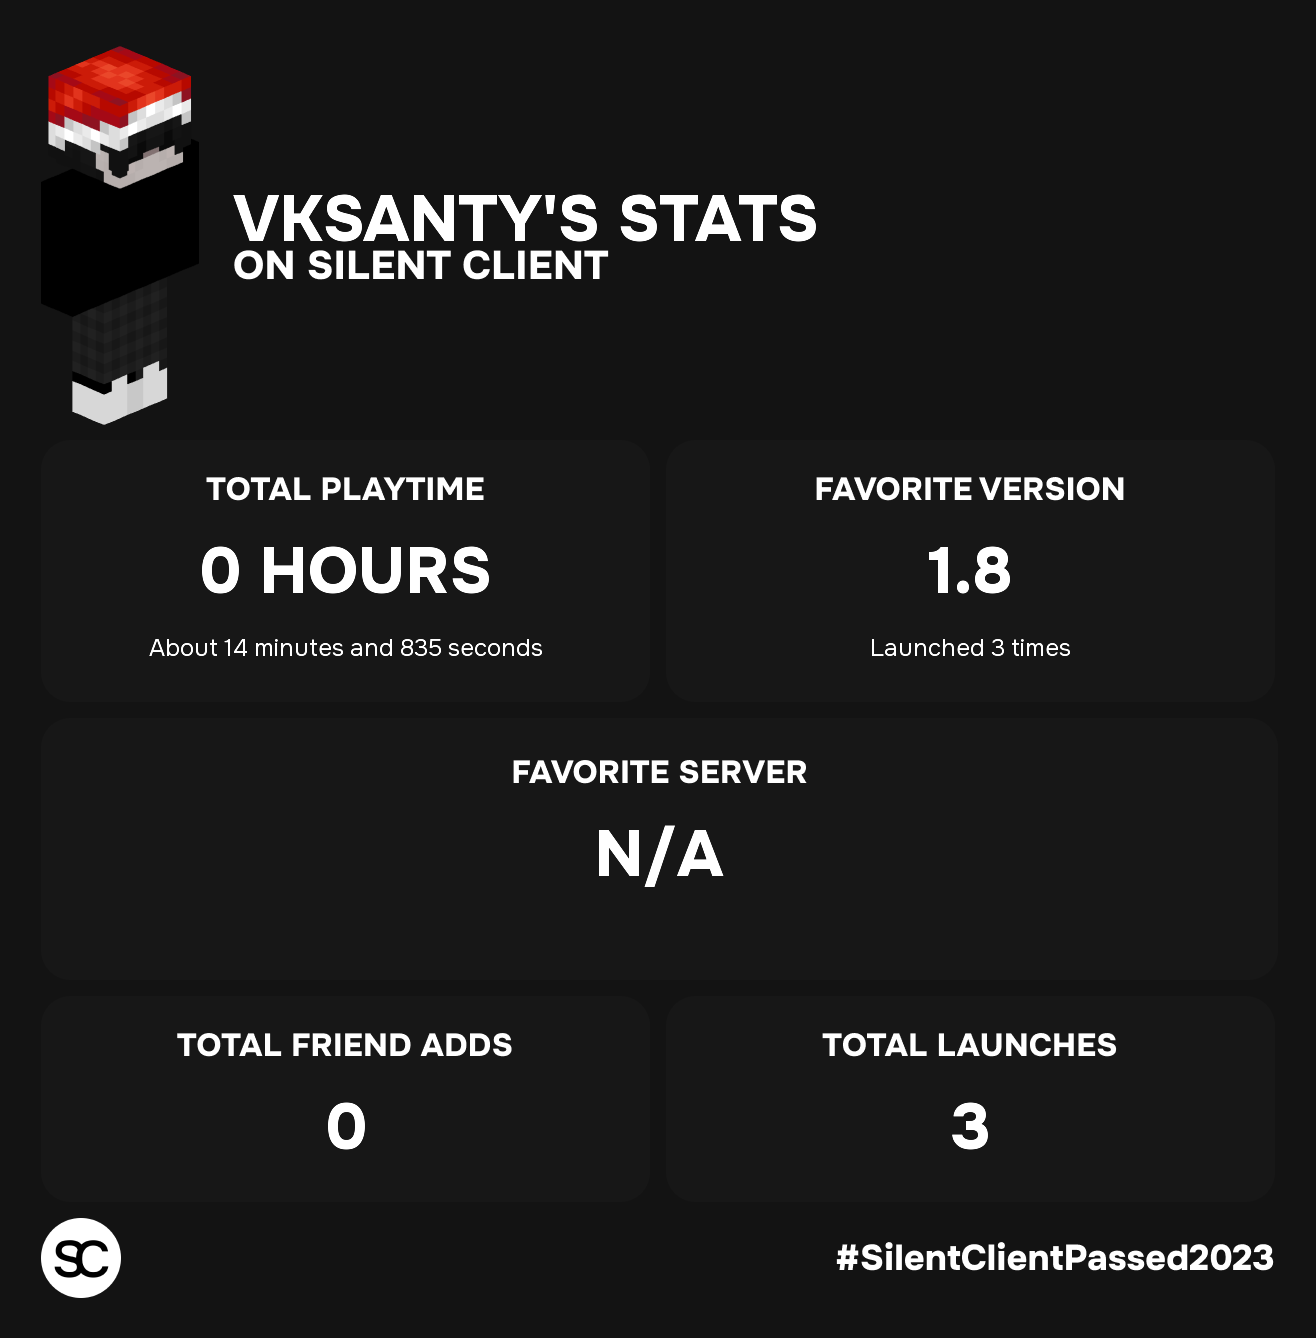 VKSANTY'S STATS
ON SILENT CLIENT
TOTAL PLAYTIME
0 HOURS
About 14 minutes and 835 seconds
FAVORITE VERSION
1.8
Launched 3 times
FAVORITE SERVER
N/A
TOTAL FRIEND ADDS
0
TOTAL LAUNCHES
3
SC
#SilentClientPassed2023